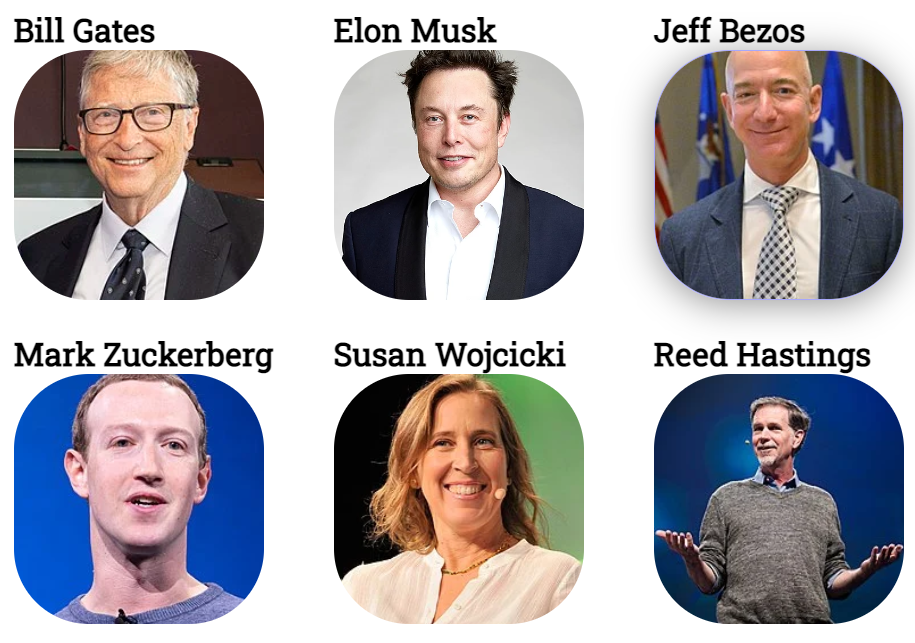 Bill Gates
Elon Musk
Jeff Bezos
Mark Zuckerberg
Susan Wojcicki
Reed Hastings